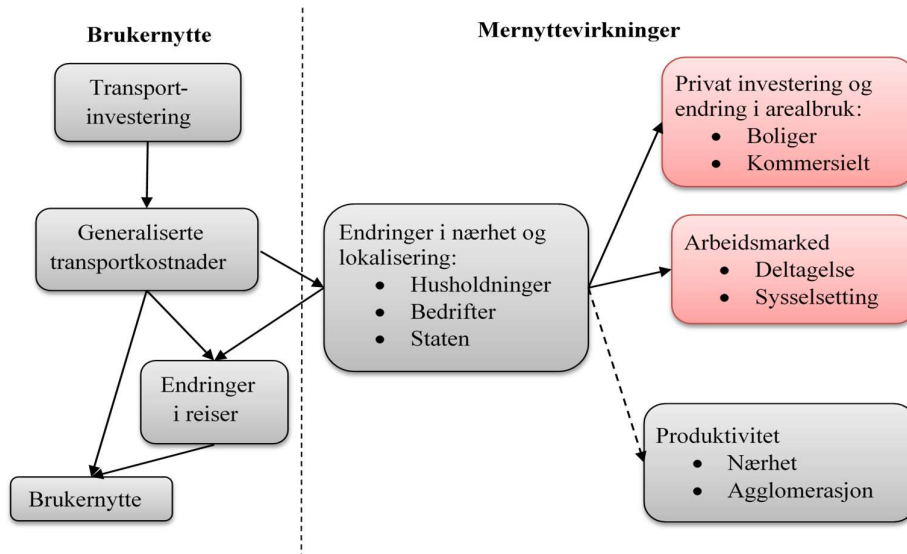 Brukernytte
Transport-
investering
Generaliserte
transportkostnader
Endringer
i reiser
Brukernytte
Mernyttevirkninger
Endringer i nærhet og
lokalisering:
• Husholdninger
• Bedrifter
• Staten
Privat investering og
endring i arealbruk:
• Boliger
• Kommersielt
Arbeidsmarked
• Deltagelse
• Sysselsetting
Produktivitet
• Nærhet
• Agglomerasjon